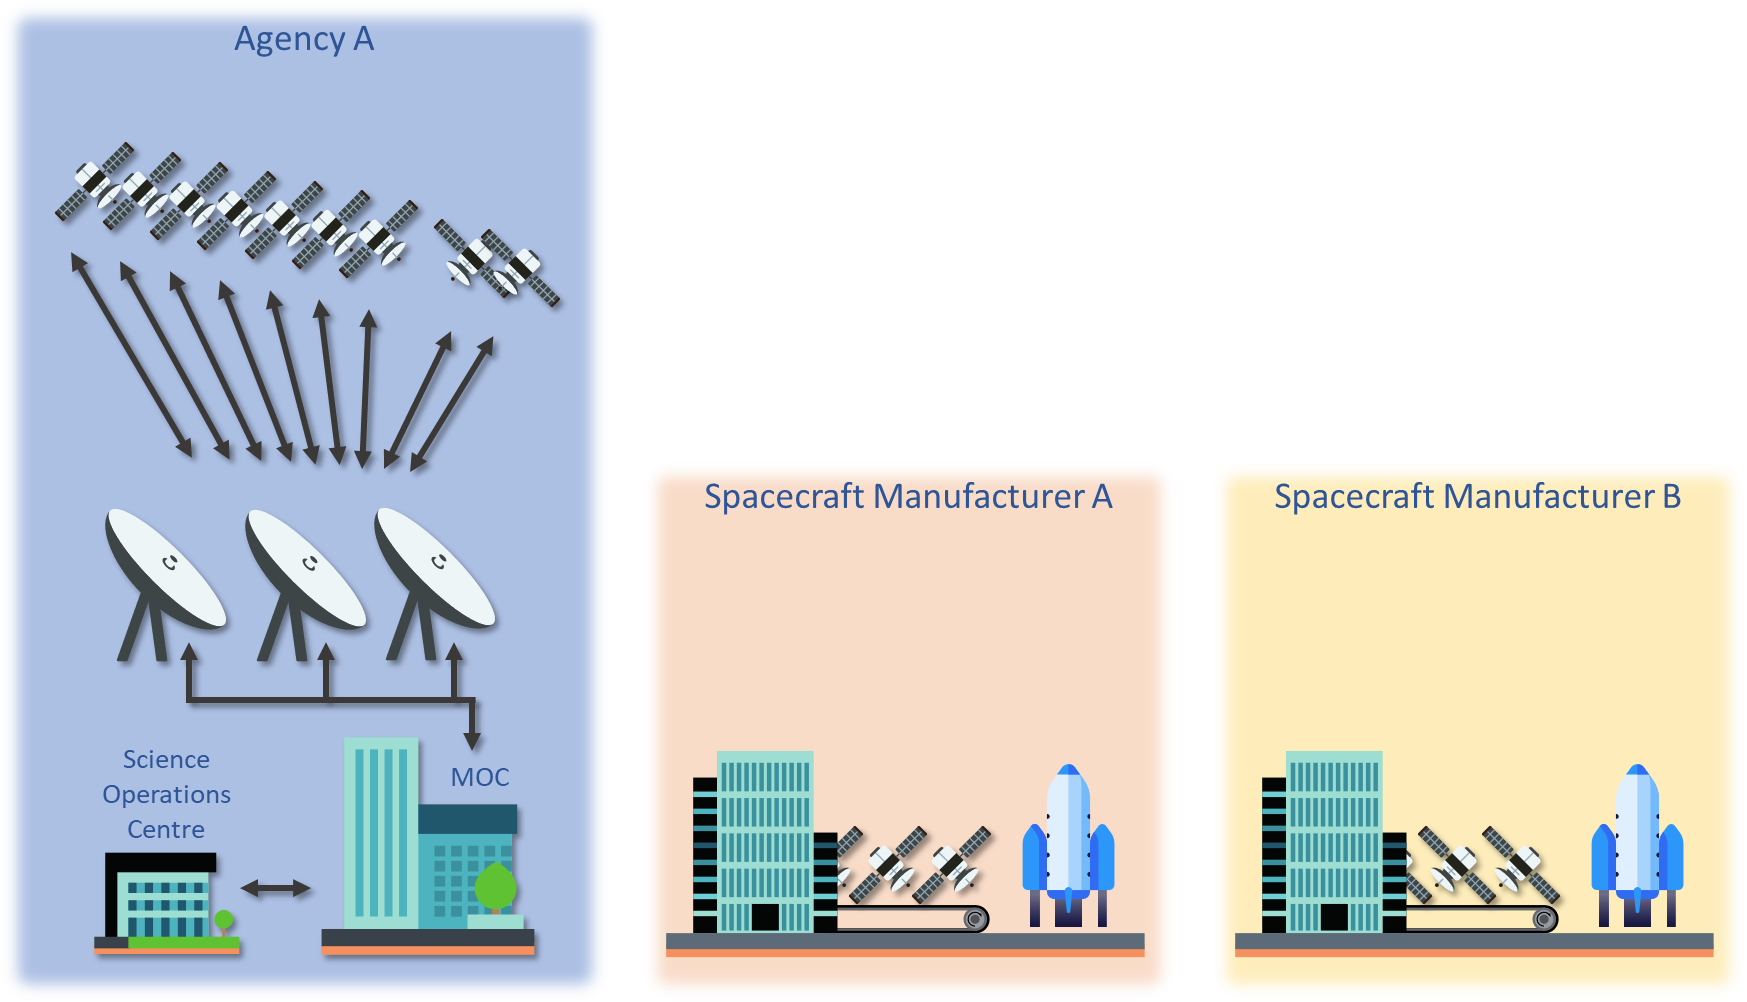 Agency A
Spacecraft Manufacturer A
Spacecraft Manufacturer B
Science
Operations
Centre
MOC